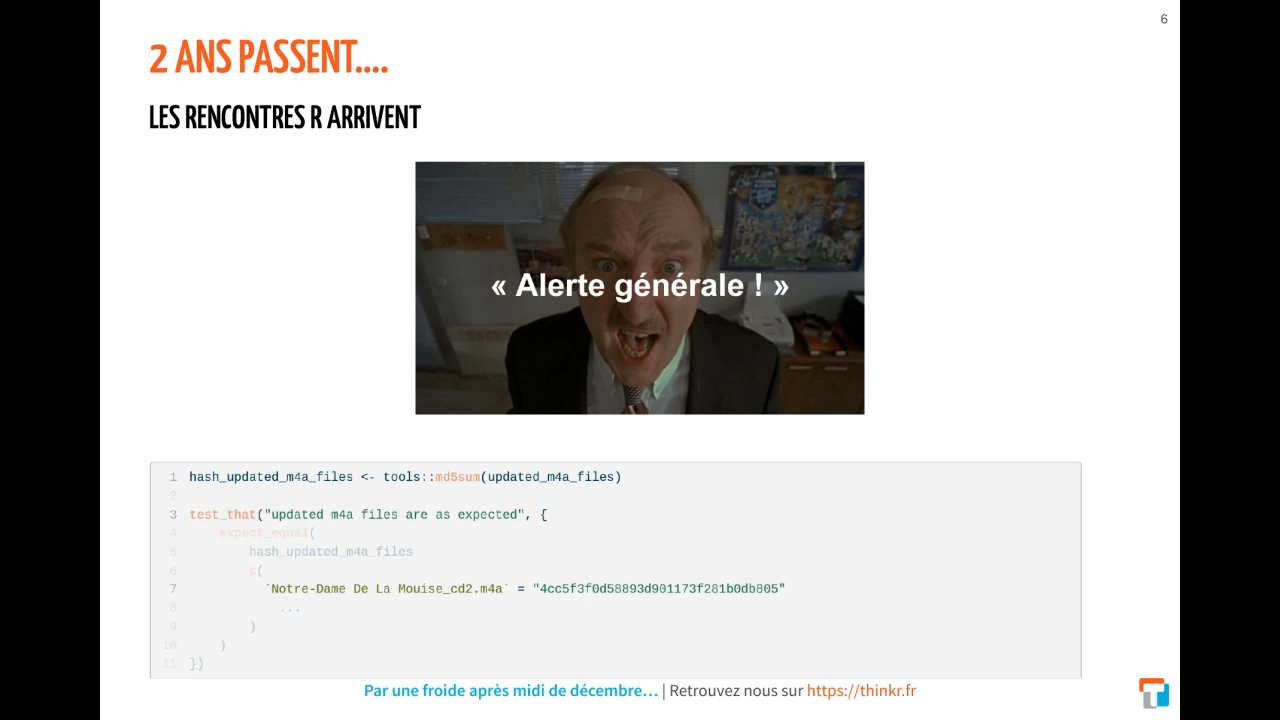 6
2 ANS PASSENT....
LES RENCONTRES R ARRIVENT
« Alerte générale ! »
1 hash_updated_m4a_files <- tools::md5sum(updated_m4a_files)
2
3 test_that("updated m4a files are as expected", {
4     expect_equal(
5         hash_updated_m4a_files
6         c(
7           `Notre-Dame De La Mouise_cd2.m4a` = "4cc5f3f0d58893d901173f281b0db805"
8             ...
9         )
10     )
11 })
Par une froide après midi de décembre… | Retrouvez nous sur https://thinkr.fr